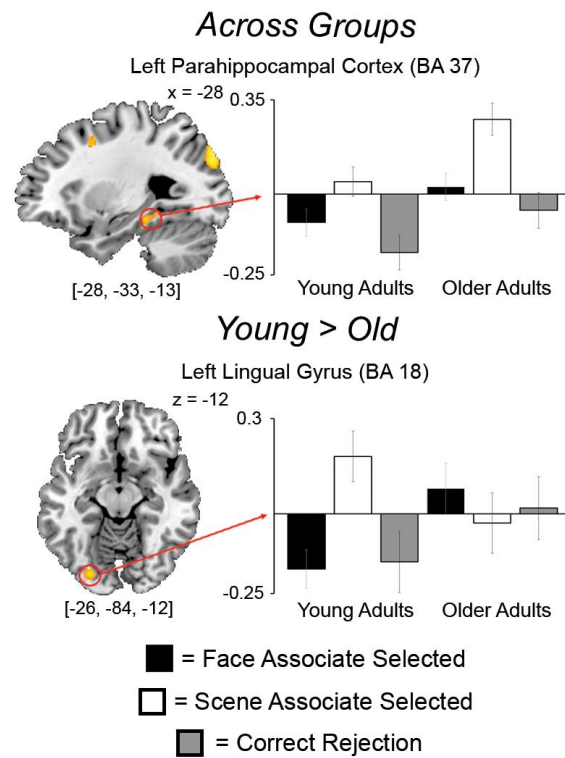 Across Groups
Left Parahippocampal Cortex (BA 37)
x = -28
0.35
-0.25
Young Adults Older Adults
[-28, -33, -13]
Young > Old
Left Lingual Gyrus (BA 18)
z = -12
0.3
-0.25
Young Adults Older Adults
[-26, -84, -12]
= Face Associate Selected
= Scene Associate Selected
= Correct Rejection